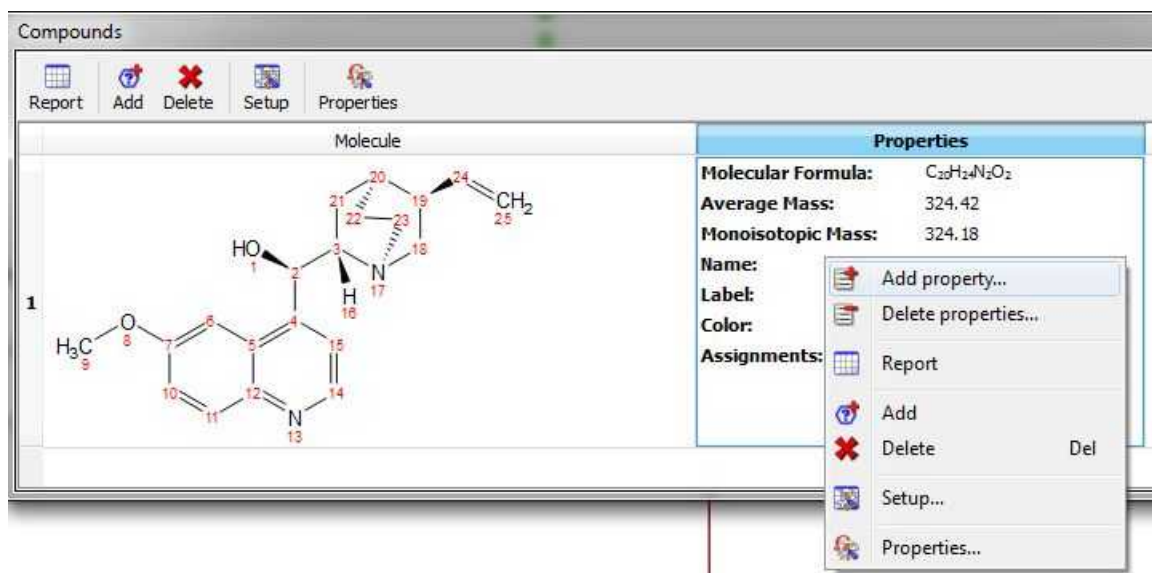 Compounds
Report Add Delete Setup Properties
Molecule Properties
1
Molecular Formula: C₂₀H₂₄N₂O₂
Average Mass: 324.42
Monoisotopic Mass: 324.18
Name:
Label:
Color:
Assignments:
20 24
21 19 CH₂
22 23 25
HO 3 18
1 2 N
H 17
16
O 6 4
8 7 5 15
H₃C
9
10 12 14
11 N
13
Add property...
Delete properties...
Report
Add
Delete Del
Setup...
Properties...